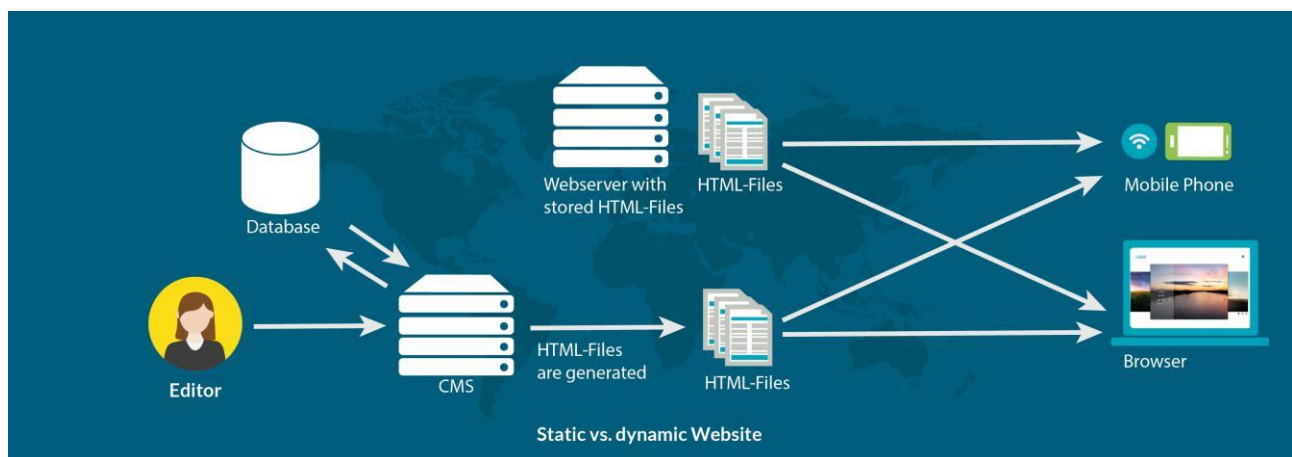 Webserver with
stored HTML-Files
HTML-Files
Mobile Phone
Database
Editor
CMS
HTML-Files
are generated
HTML-Files
Browser
Static vs. dynamic Website